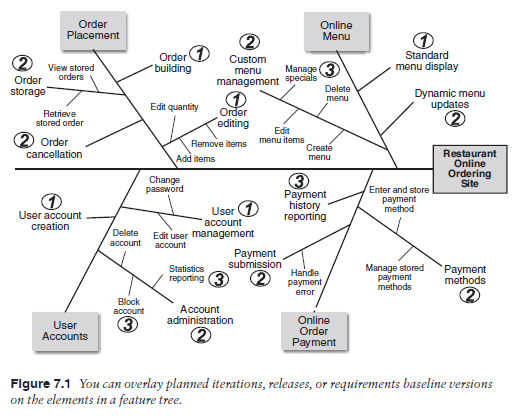 Order
Placement
Online
Menu
2
Order
storage
View stored
orders
Retrieve
stored order
2 Order
cancellation
Order 1
building
Edit quantity
1
Order
editing
Remove items
Add items
2
Custom
menu
management
Manage 3
specials
Delete
menu
Edit
menu items
Create
menu
1
Standard
menu display
Dynamic menu
updates
2
Restaurant
Online
Ordering
Site
1
User account
creation
Change
password
User 1
account
management
Edit user
account
Delete
account
Statistics
reporting 3
Block
account
3
Account
administration
2
User
Accounts
3
Payment
history
reporting
Enter and store
payment
method
Payment
submission
2
Handle
payment
error
Manage stored
payment
methods
Payment
methods
2
Online
Order
Payment
Figure 7.1 You can overlay planned iterations, releases, or requirements baseline versions
on the elements in a feature tree.